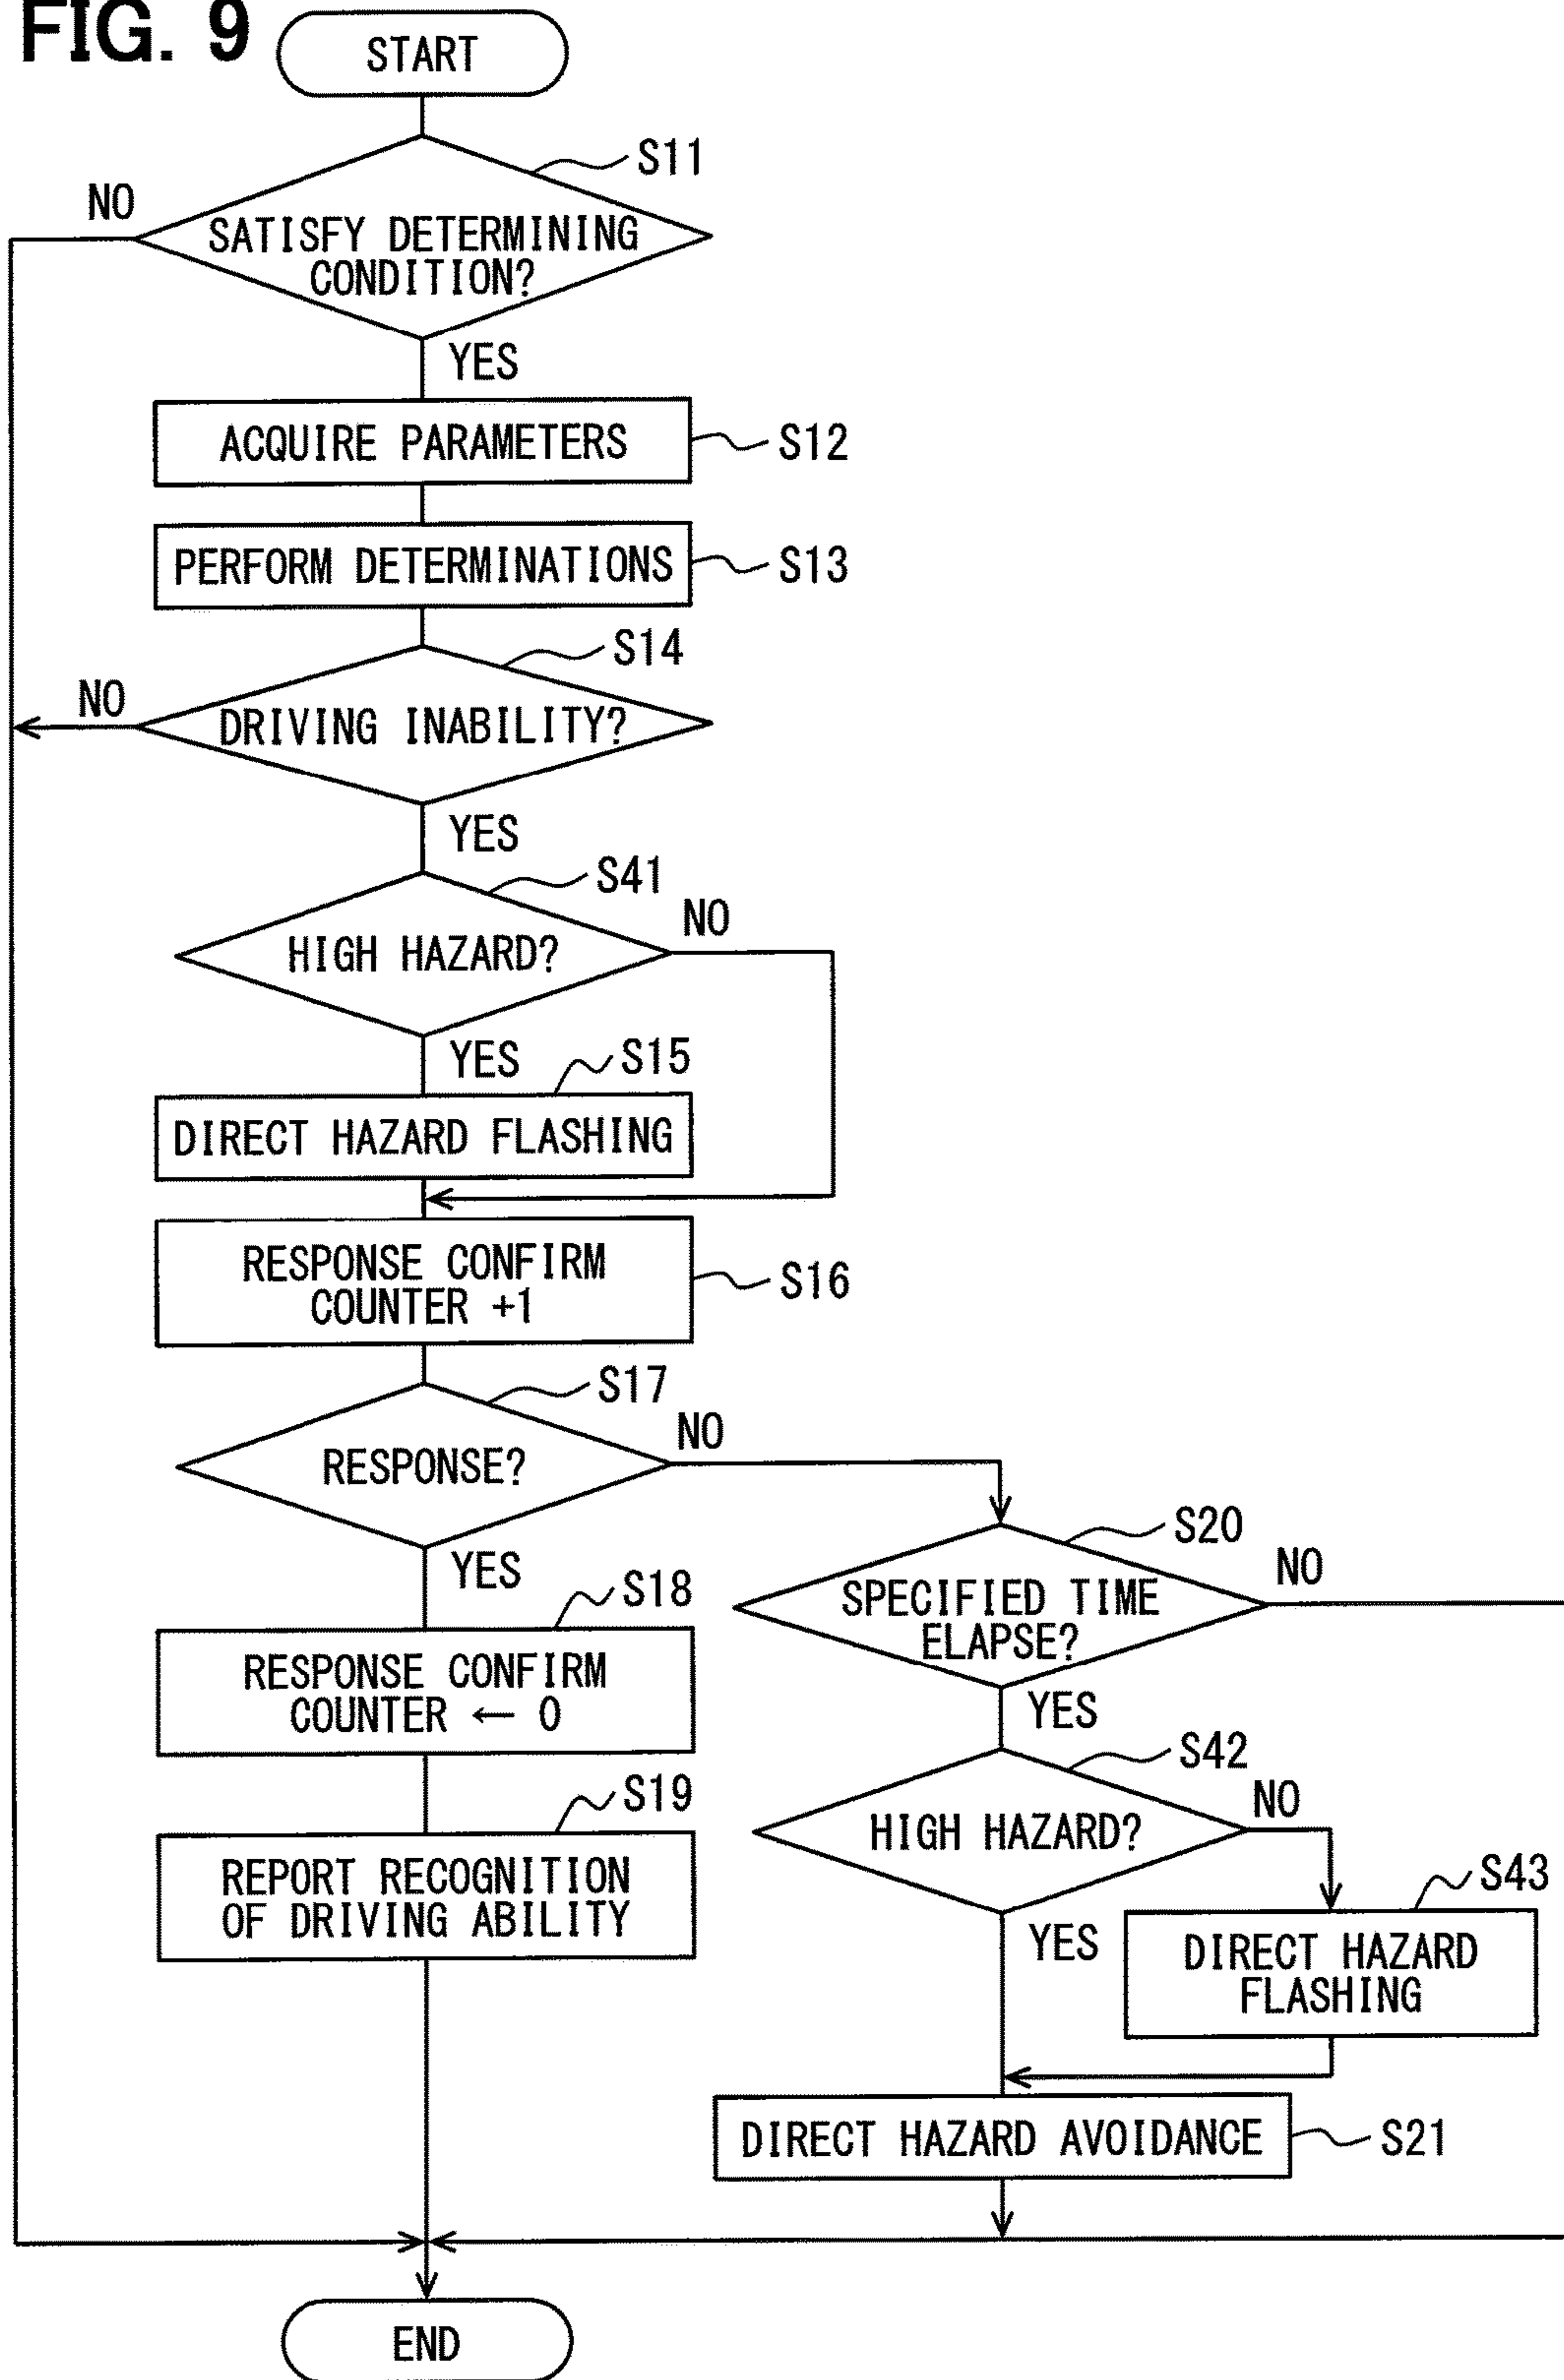 FIG. 9
START
S11
NO
SATISFY DETERMINING
CONDITION?
YES
ACQUIRE PARAMETERS
S12
PERFORM DETERMINATIONS
S13
S14
NO
DRIVING INABILITY?
YES
S41
NO
HIGH HAZARD?
YES
S15
DIRECT HAZARD FLASHING
RESPONSE CONFIRM
COUNTER +1
S16
S17
NO
RESPONSE?
YES
S18
RESPONSE CONFIRM
COUNTER ← 0
S19
REPORT RECOGNITION
OF DRIVING ABILITY
S20
NO
SPECIFIED TIME
ELAPSE?
YES
S42
NO
HIGH HAZARD?
YES
S43
DIRECT HAZARD
FLASHING
DIRECT HAZARD AVOIDANCE
S21
END